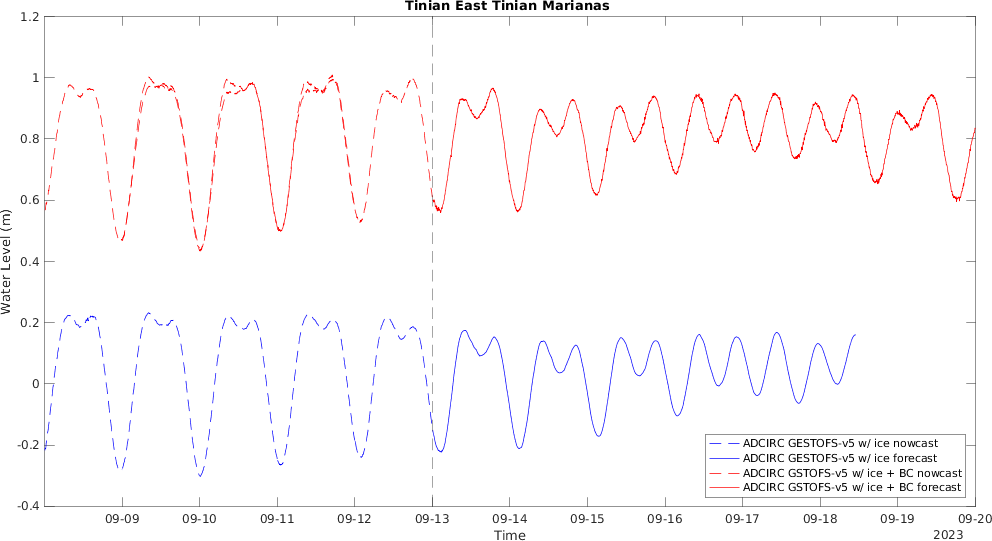 Tinian East Tinian Marianas
1.2
1
0.8
0.6
0.4
0.2
0
-0.2
-0.4
Water Level (m)
ADCIRC GESTOFS-v5 w/ ice nowcast
ADCIRC GESTOFS-v5 w/ ice forecast
ADCIRC GSTOFS-v5 w/ ice + BC nowcast
ADCIRC GSTOFS-v5 w/ ice + BC forecast
09-09 09-10 09-11 09-12 09-13 09-14 09-15 09-16 09-17 09-18 09-19 09-20
Time
2023